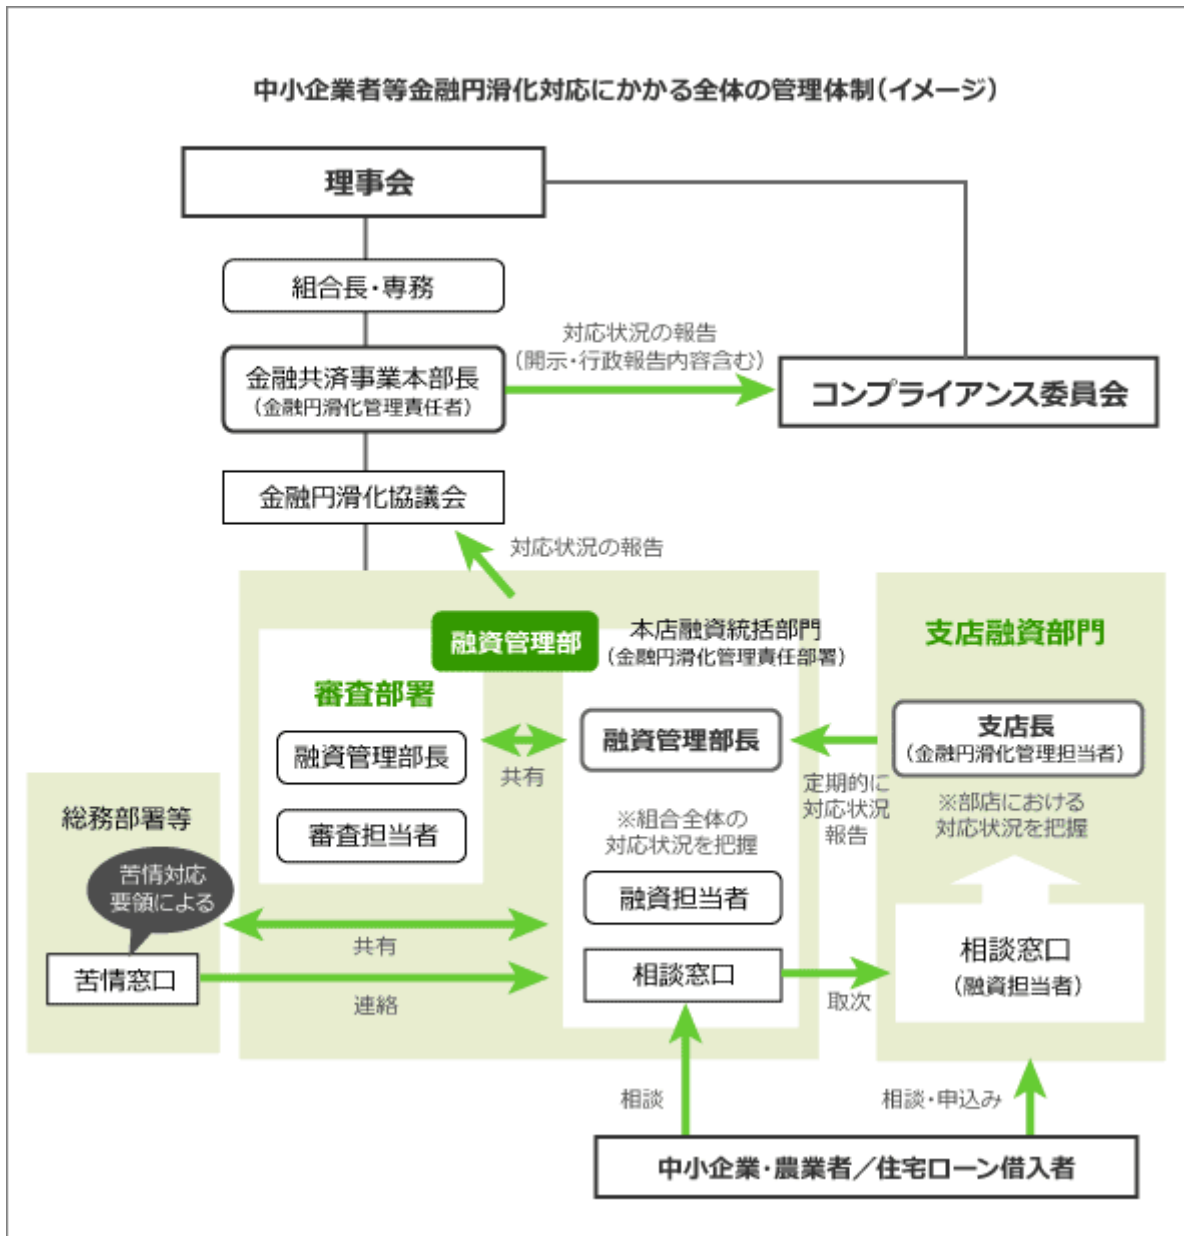 中小企業者等金融円滑化対応にかかる全体の管理体制(イメージ)
理事会
組合長・専務
対応状況の報告
(開示・行政報告内容含む)
金融共済事業本部長
(金融円滑化管理責任者)
コンプライアンス委員会
金融円滑化協議会
対応状況の報告
融資管理部
本店融資統括部門
(金融円滑化管理責任部署)
支店融資部門
審査部署
融資管理部長
審査担当者
共有
融資管理部長
※組合全体の
対応状況を把握
融資担当者
相談窓口
定期的に
対応状況
報告
支店長
(金融円滑化管理担当者)
※部店における
対応状況を把握
相談窓口
(融資担当者)
総務部署等
苦情対応
要領による
苦情窓口
共有
連絡
取次
相談
相談・申込み
中小企業・農業者／住宅ローン借入者